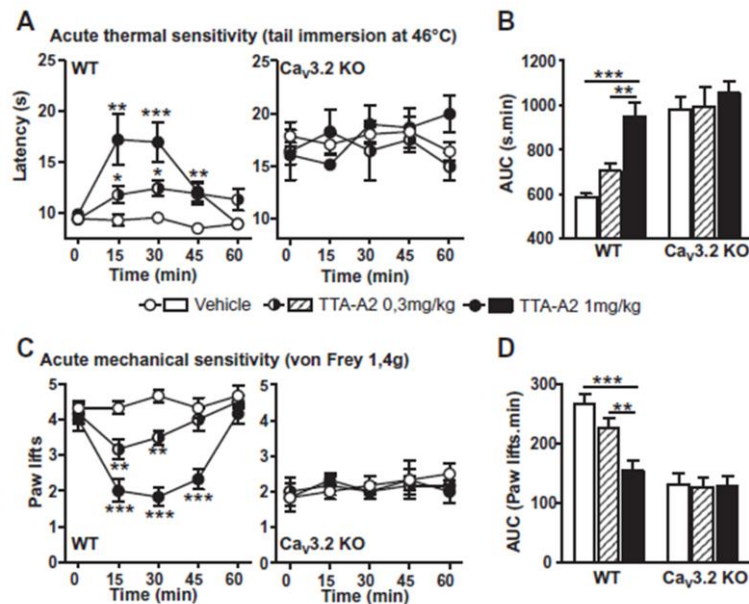 A
Acute thermal sensitivity (tail immersion at 46°C)
WT
Latency (s)
25
20
15
10
** ***
* * **
0 15 30 45 60
Time (min)
CaV3.2 KO
25
20
15
10
0 15 30 45 60
Time (min)
B
AUC (s.min)
1200
1000
800
600
400
***
**
WT CaV3.2 KO
Vehicle TTA-A2 0,3mg/kg TTA-A2 1mg/kg
C
Acute mechanical sensitivity (von Frey 1,4g)
Paw lifts
5
4
3
2
1
0
** **
*** *** ***
WT
0 15 30 45 60
Time (min)
5
4
3
2
1
0
CaV3.2 KO
0 15 30 45 60
Time (min)
D
AUC (Paw lifts.min)
300
200
100
0
***
**
WT CaV3.2 KO